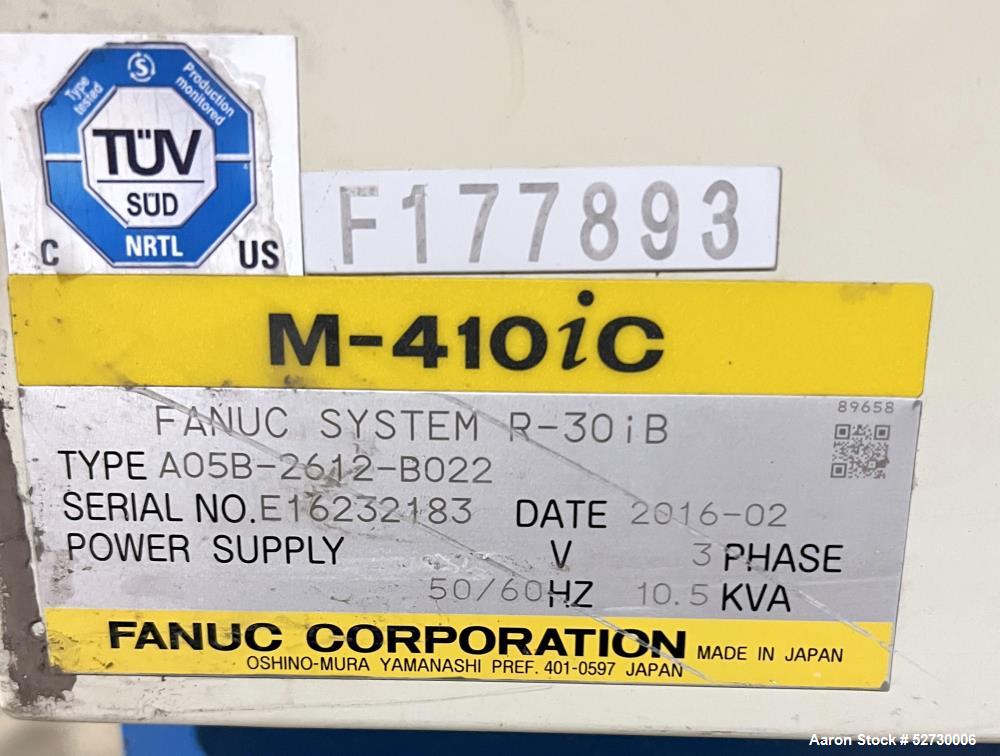 Type tested
S
Production monitored
TÜV
SÜD
NRTL
C US
F177893
M-410iC
89658
FANUC SYSTEM R-30iB
TYPE A05B-2612-B022
SERIAL NO. E16232183 DATE 2016-02
POWER SUPPLY V 3 PHASE
50/60 HZ 10.5 KVA
FANUC CORPORATION MADE IN JAPAN
OSHINO-MURA YAMANASHI PREF. 401-0597 JAPAN
Aaron Stock # 52730006